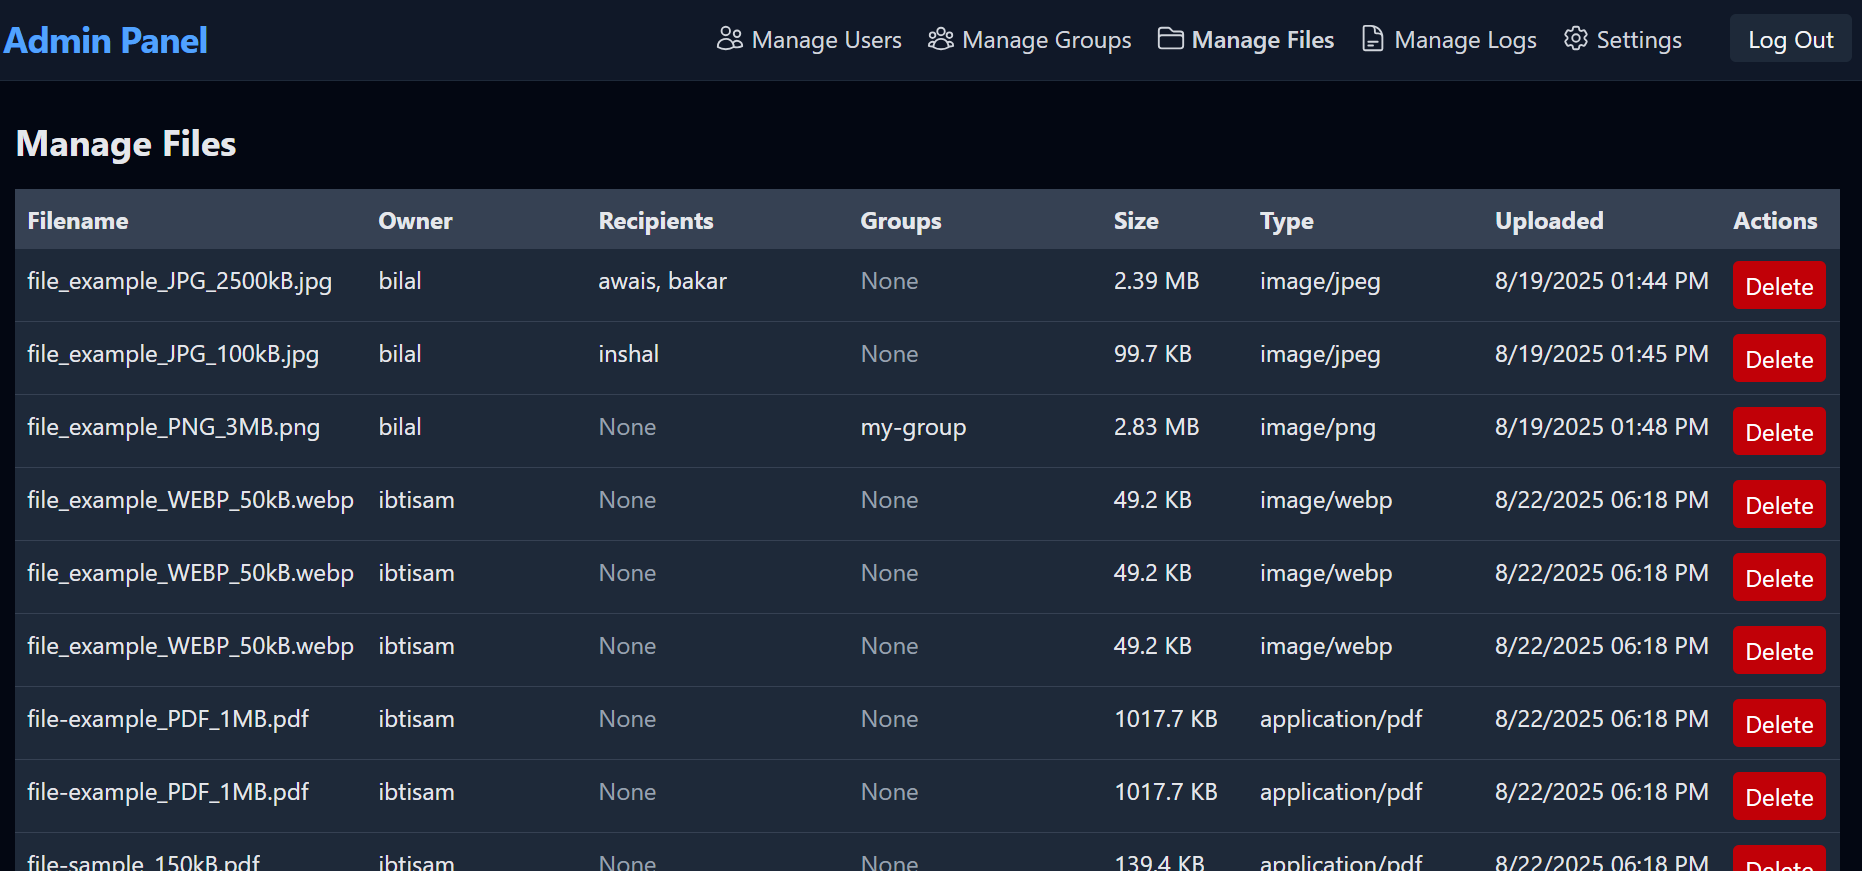 Admin Panel Manage Users Manage Groups Manage Files Manage Logs Settings Log Out
Manage Files
Filename Owner Recipients Groups Size Type Uploaded Actions
file_example_JPG_2500kB.jpg bilal awais, bakar None 2.39 MB image/jpeg 8/19/2025 01:44 PM Delete
file_example_JPG_100kB.jpg bilal inshal None 99.7 KB image/jpeg 8/19/2025 01:45 PM Delete
file_example_PNG_3MB.png bilal None my-group 2.83 MB image/png 8/19/2025 01:48 PM Delete
file_example_WEBP_50kB.webp ibtisam None None 49.2 KB image/webp 8/22/2025 06:18 PM Delete
file_example_WEBP_50kB.webp ibtisam None None 49.2 KB image/webp 8/22/2025 06:18 PM Delete
file_example_WEBP_50kB.webp ibtisam None None 49.2 KB image/webp 8/22/2025 06:18 PM Delete
file-example_PDF_1MB.pdf ibtisam None None 1017.7 KB application/pdf 8/22/2025 06:18 PM Delete
file-example_PDF_1MB.pdf ibtisam None None 1017.7 KB application/pdf 8/22/2025 06:18 PM Delete
file-sample_150kB.pdf ibtisam None None 139.4 KB application/pdf 8/22/2025 06:18 PM Delete